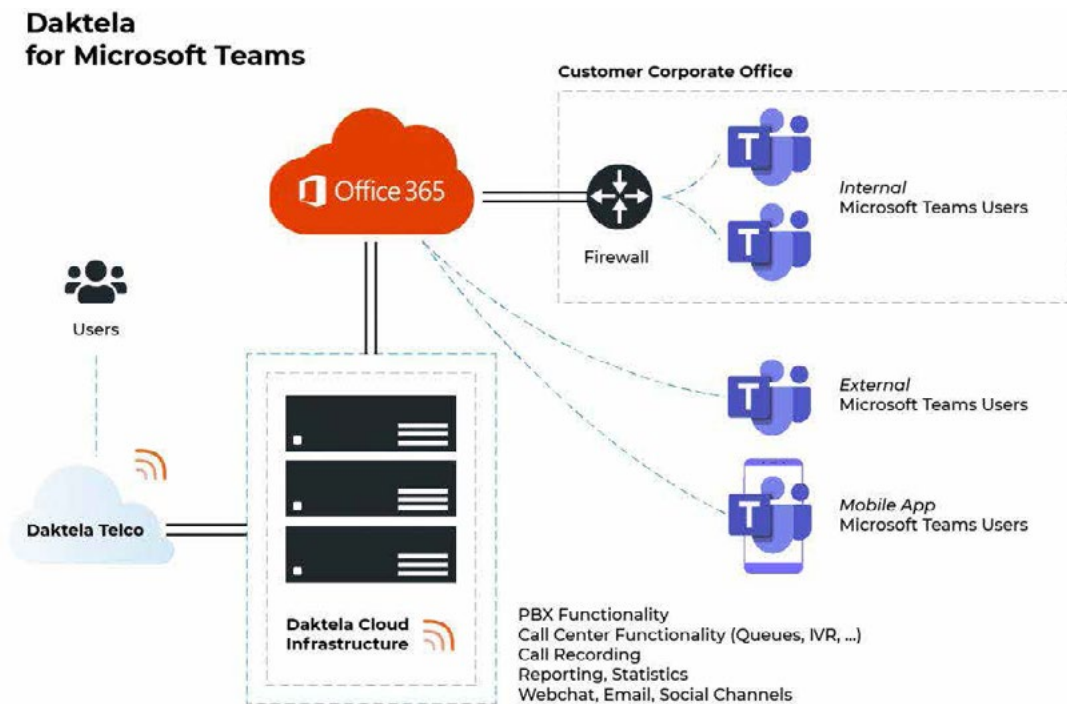 Daktela
for Microsoft Teams
Customer Corporate Office
Office 365
Internal
Microsoft Teams Users
Firewall
Users
External
Microsoft Teams Users
Mobile App
Microsoft Teams Users
Daktela Telco
Daktela Cloud
Infrastructure
PBX Functionality
Call Center Functionality (Queues, IVR, ...)
Call Recording
Reporting, Statistics
Webchat, Email, Social Channels
T
T
T
T